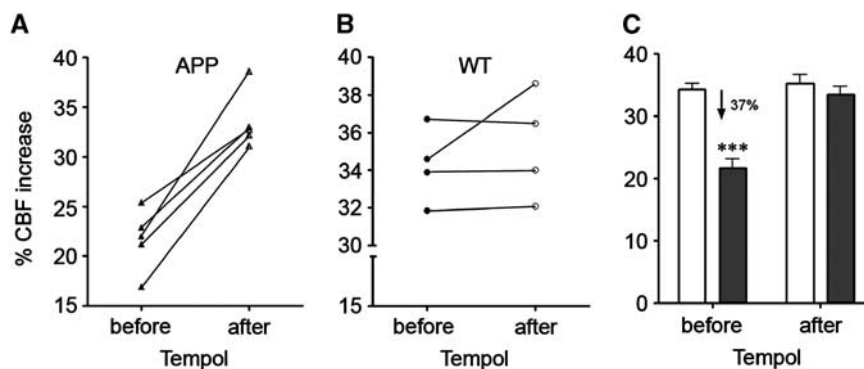 A
B
C
% CBF increase
APP
40
35
30
25
20
15
before
after
Tempol
WT
40
38
36
34
32
30
15
before
after
Tempol
40
30
20
10
0
37%
***
before
after
Tempol